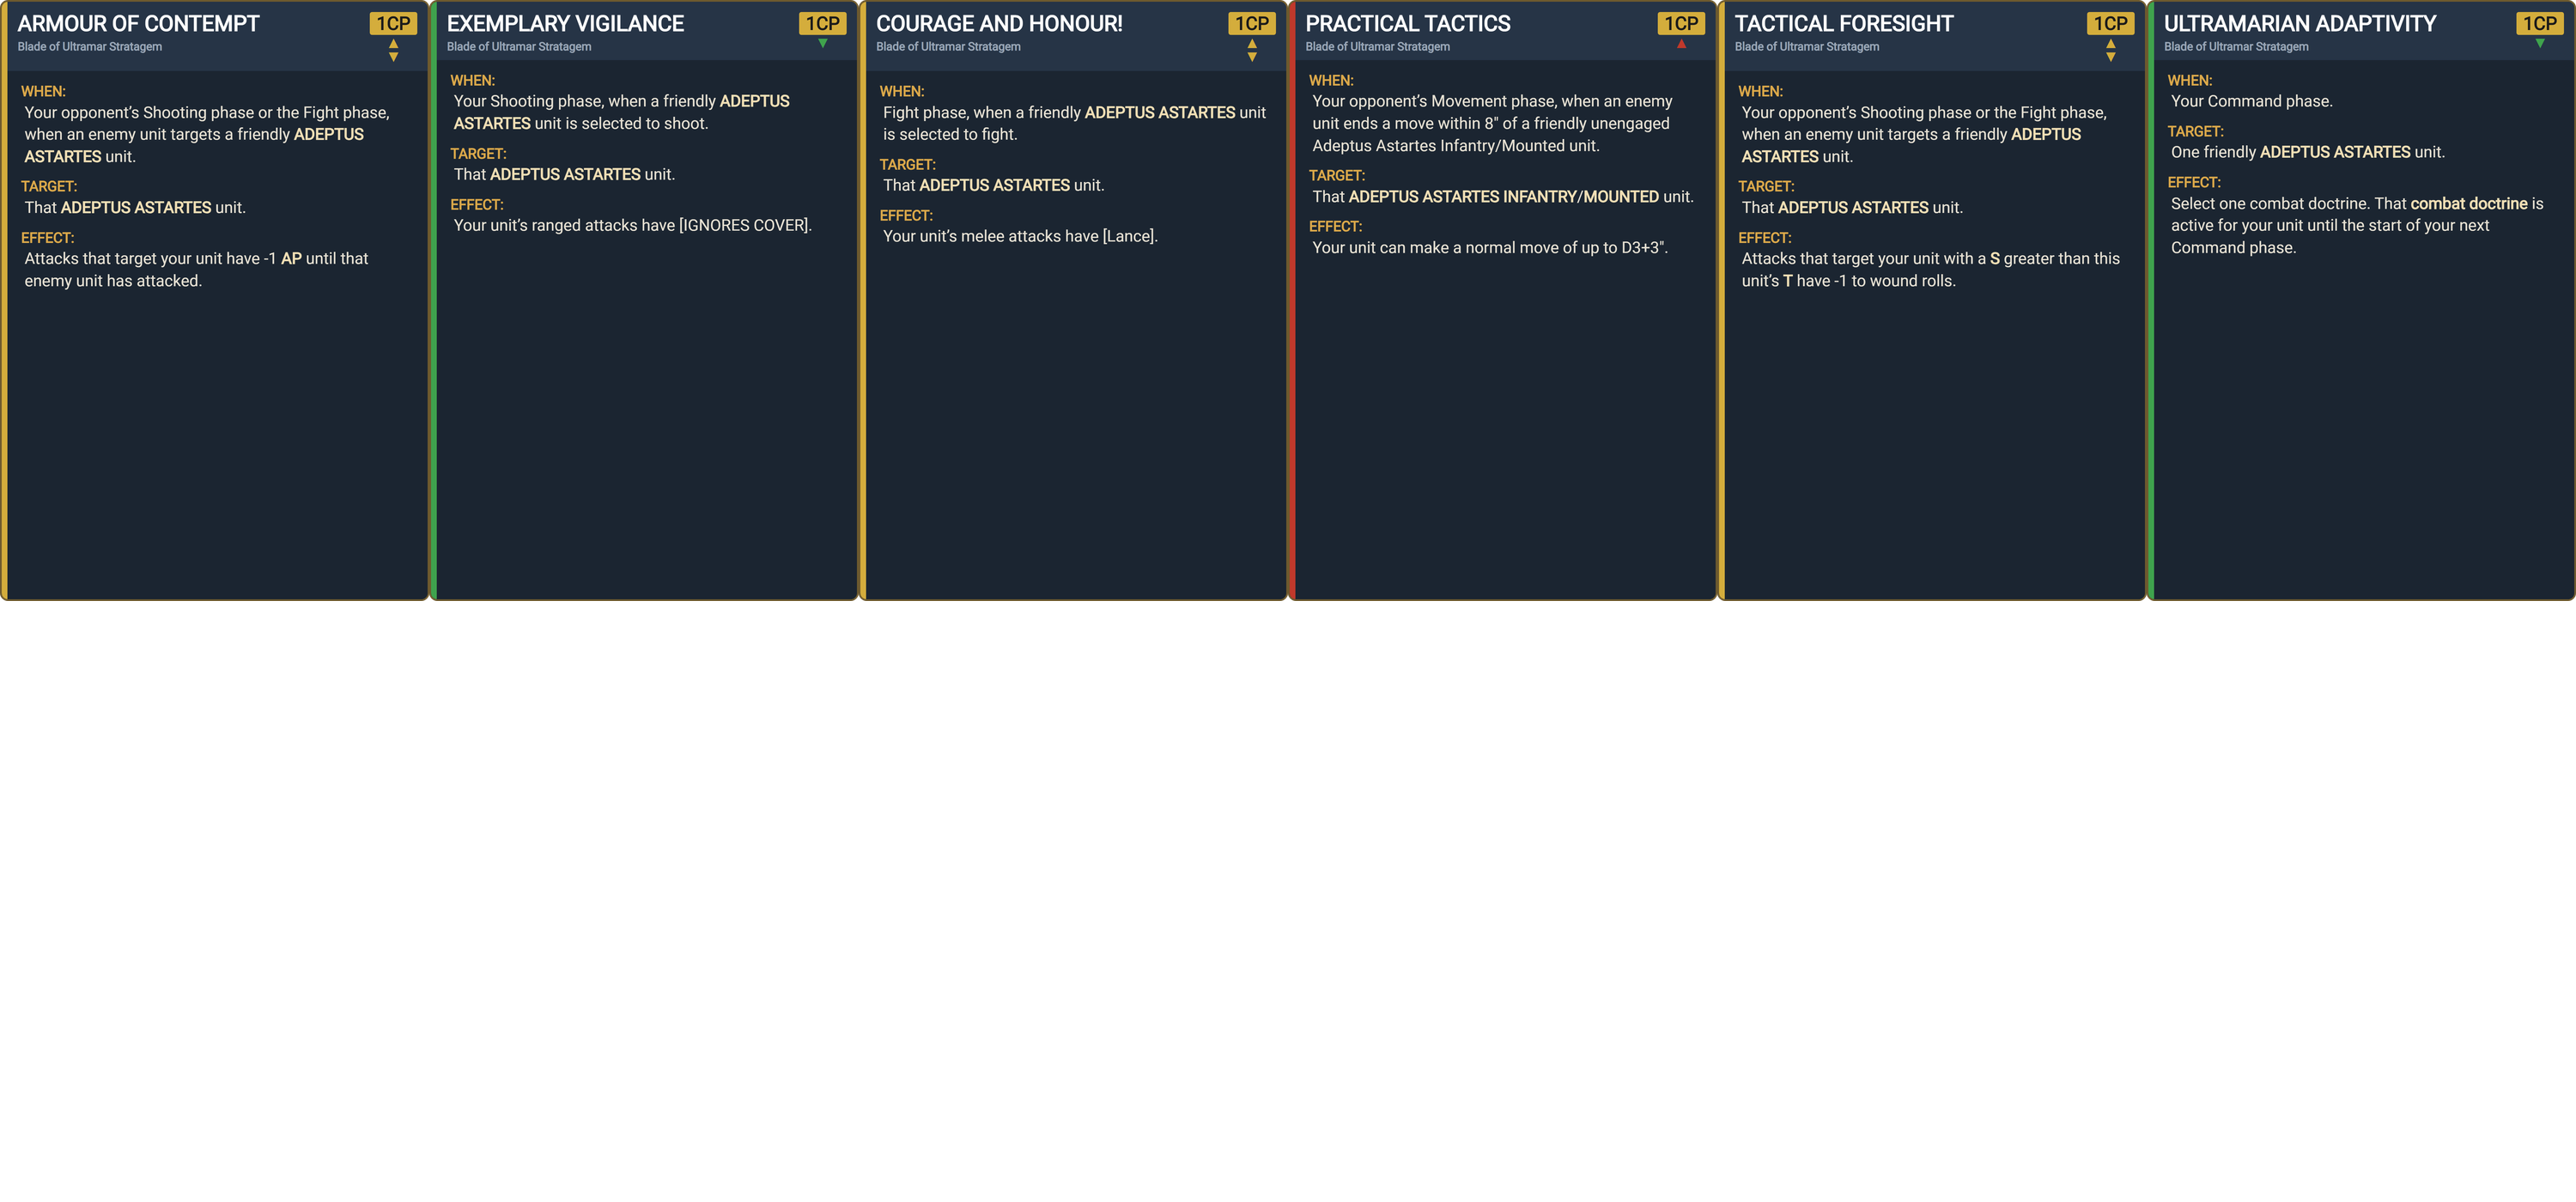 ARMOUR OF CONTEMPT
1CP
Blade of Ultramar Stratagem
WHEN:
Your opponent’s Shooting phase or the Fight phase,
when an enemy unit targets a friendly ADEPTUS
ASTARTES unit.
TARGET:
That ADEPTUS ASTARTES unit.
EFFECT:
Attacks that target your unit have -1 AP until that
enemy unit has attacked.
EXEMPLARY VIGILANCE
1CP
Blade of Ultramar Stratagem
WHEN:
Your Shooting phase, when a friendly ADEPTUS
ASTARTES unit is selected to shoot.
TARGET:
That ADEPTUS ASTARTES unit.
EFFECT:
Your unit’s ranged attacks have [IGNORES COVER].
COURAGE AND HONOUR!
1CP
Blade of Ultramar Stratagem
WHEN:
Fight phase, when a friendly ADEPTUS ASTARTES unit
is selected to fight.
TARGET:
That ADEPTUS ASTARTES unit.
EFFECT:
Your unit’s melee attacks have [Lance].
PRACTICAL TACTICS
1CP
Blade of Ultramar Stratagem
WHEN:
Your opponent’s Movement phase, when an enemy
unit ends a move within 8" of a friendly unengaged
Adeptus Astartes Infantry/Mounted unit.
TARGET:
That ADEPTUS ASTARTES INFANTRY/MOUNTED unit.
EFFECT:
Your unit can make a normal move of up to D3+3".
TACTICAL FORESIGHT
1CP
Blade of Ultramar Stratagem
WHEN:
Your opponent’s Shooting phase or the Fight phase,
when an enemy unit targets a friendly ADEPTUS
ASTARTES unit.
TARGET:
That ADEPTUS ASTARTES unit.
EFFECT:
Attacks that target your unit with a S greater than this
unit’s T have -1 to wound rolls.
ULTRAMARIAN ADAPTIVITY
1CP
Blade of Ultramar Stratagem
WHEN:
Your Command phase.
TARGET:
One friendly ADEPTUS ASTARTES unit.
EFFECT:
Select one combat doctrine. That combat doctrine is
active for your unit until the start of your next
Command phase.